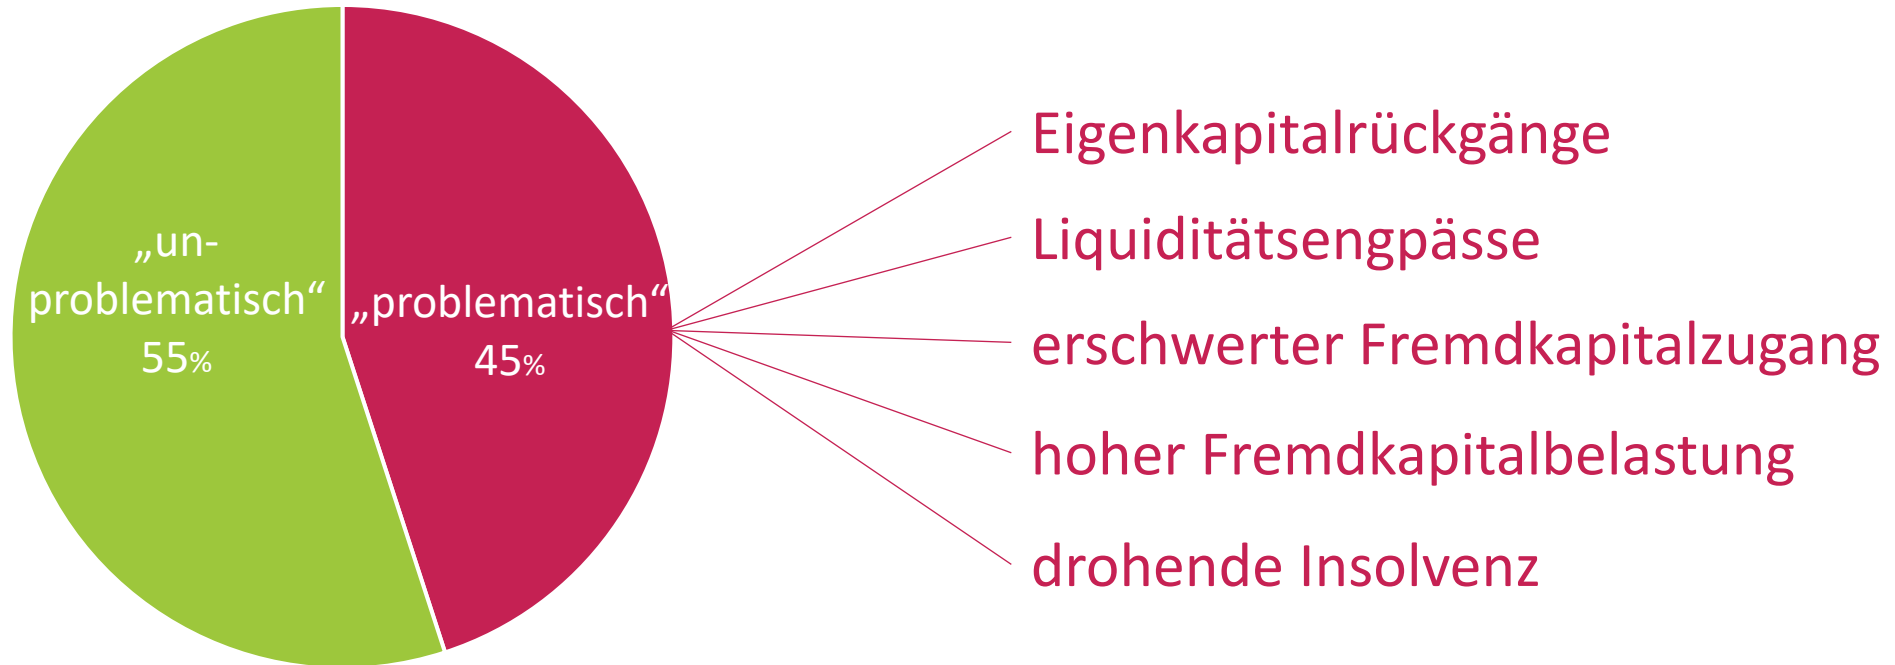 „un-
problematisch“
55%
„problematisch“
45%
Eigenkapitalrückgänge
Liquiditätsengpässe
erschwerter Fremdkapitalzugang
hoher Fremdkapitalbelastung
drohende Insolvenz